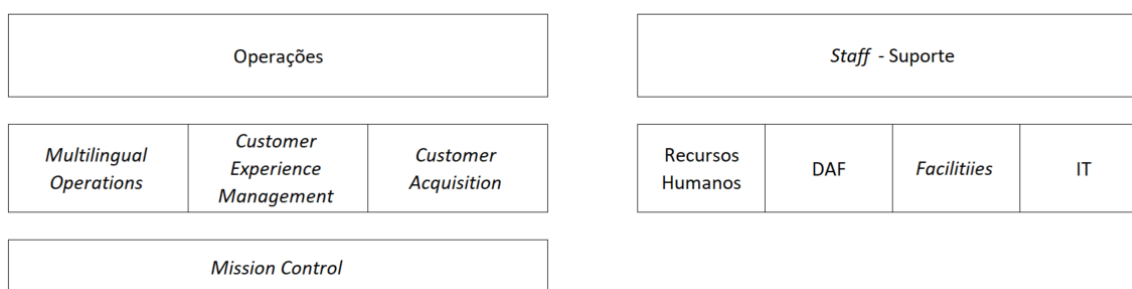 Operações
Staff - Suporte
Multilingual
Operations
Customer
Experience
Management
Customer
Acquisition
Recursos
Humanos
DAF
Facilitiies
IT
Mission Control